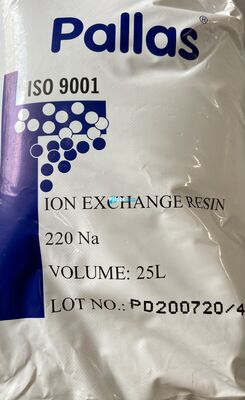 Pallas®
ISO 9001
ION EXCHANGE RESIN
220 Na
VOLUME: 25L
LOT NO.: PD200720/4